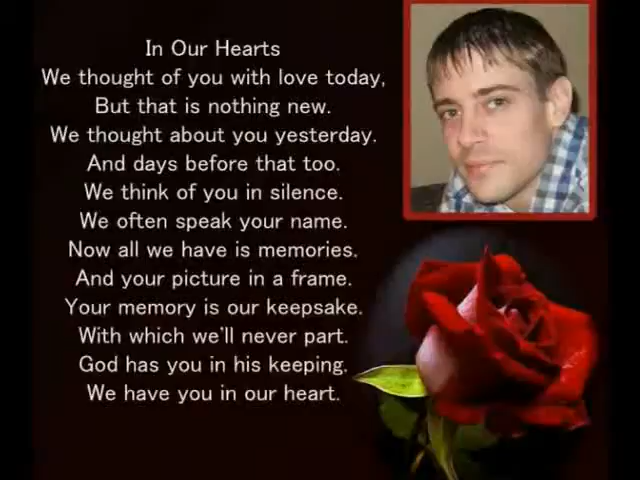 In Our Hearts
We thought of you with love today,
But that is nothing new.
We thought about you yesterday.
And days before that too.
We think of you in silence.
We often speak your name.
Now all we have is memories.
And your picture in a frame.
Your memory is our keepsake.
With which we'll never part.
God has you in his keeping.
We have you in our heart.